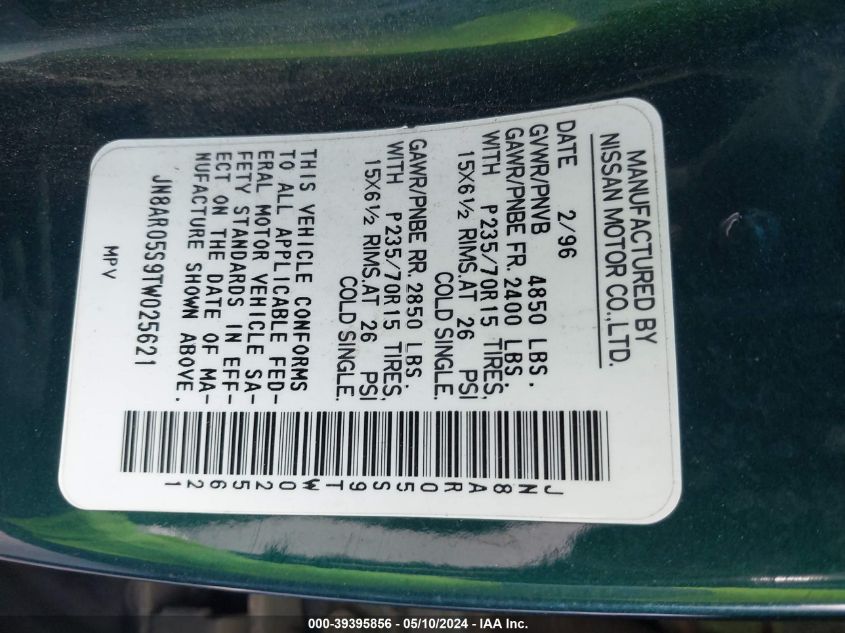 MANUFACTURED BY
NISSAN MOTOR CO.,LTD.
DATE 2/96
GVWR/PNVB 4850 LBS.
GAWR/PNBE FR. 2400 LBS.
WITH P235/70R15 TIRES,
15X6½ RIMS.AT 26 PSI
COLD SINGLE.
GAWR/PNBE RR. 2850 LBS.
WITH P235/70R15 TIRES,
15X6½ RIMS.AT 26 PSI
COLD SINGLE.
THIS VEHICLE CONFORMS
TO ALL APPLICABLE FED-
ERAL MOTOR VEHICLE SA-
FETY STANDARDS IN EFF-
ECT ON THE DATE OF MA-
NUFACTURE SHOWN ABOVE.
JN8AR05S9TW025621
MPV
JN8AR05S9TW025621
000-39395856 - 05/10/2024 - IAAI Inc.